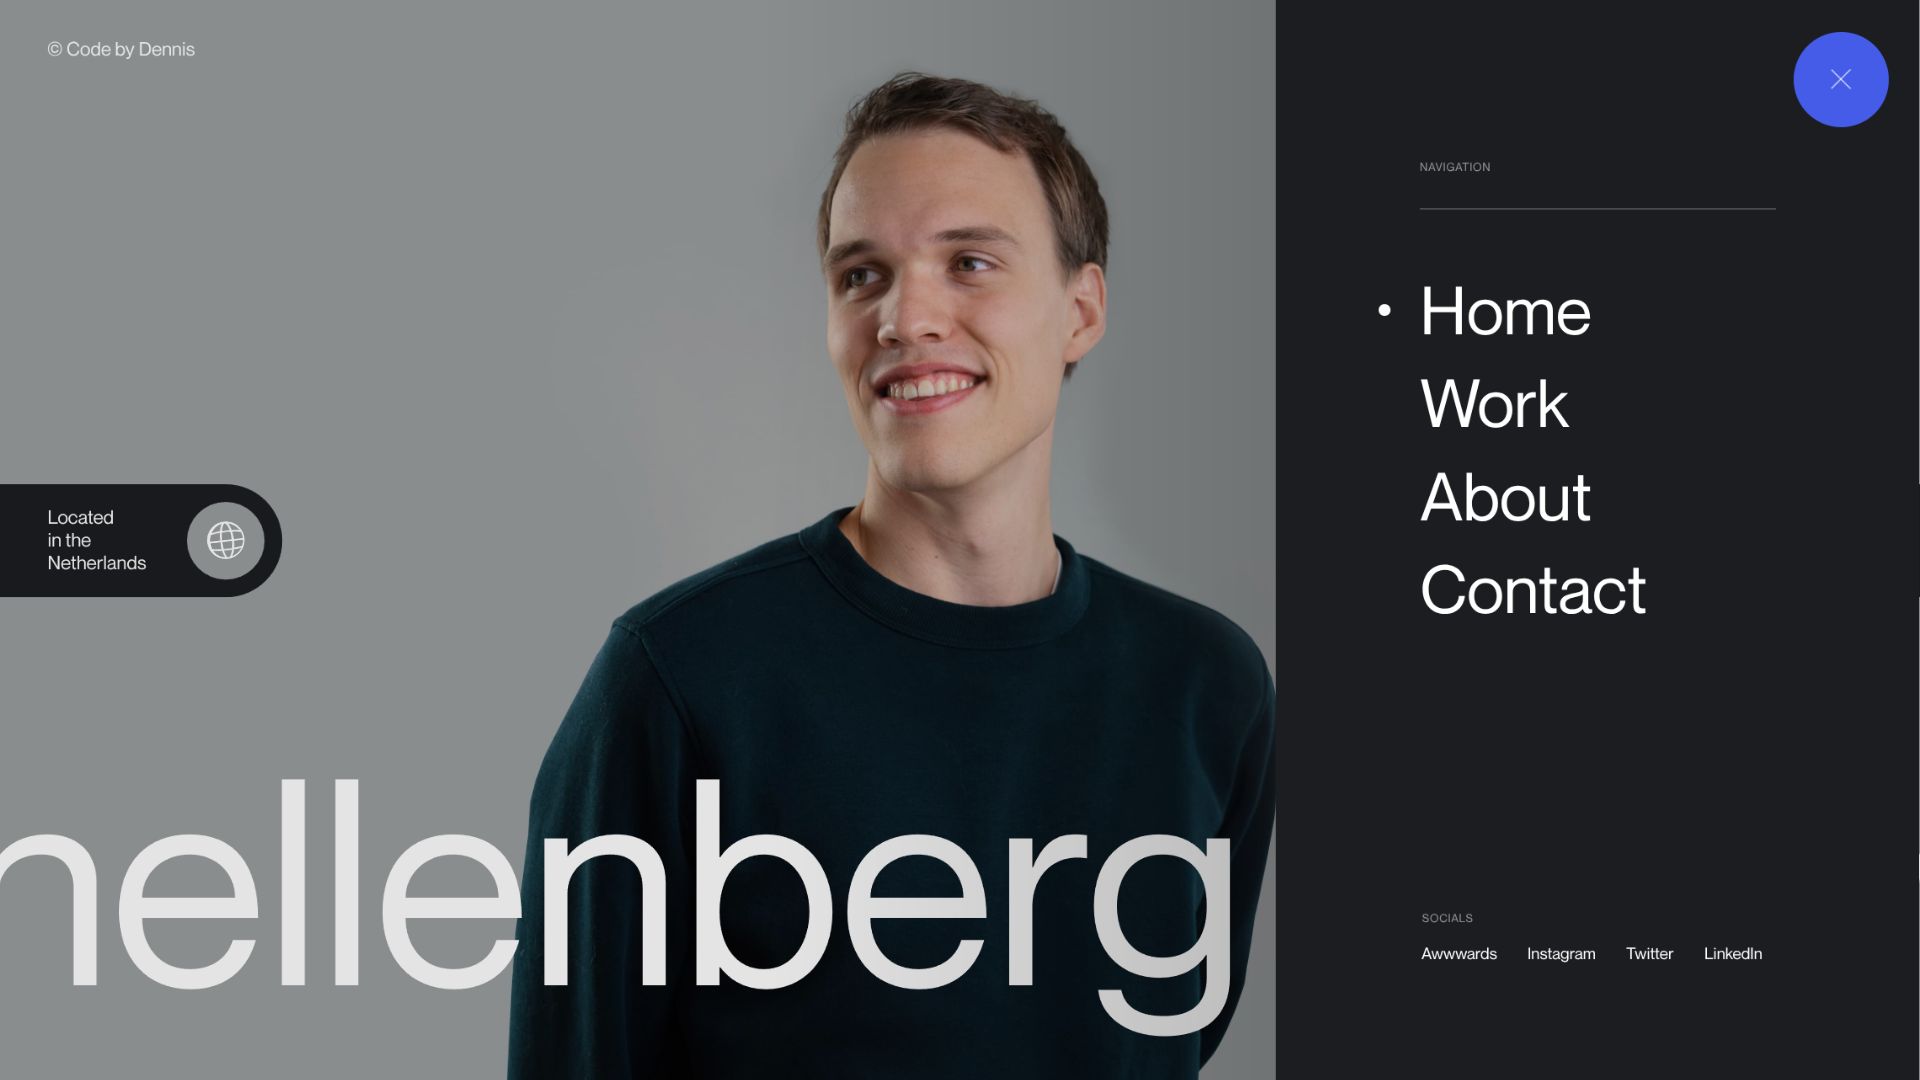 © Code by Dennis
NAVIGATION
Home
Work
About
Contact
Located
in the
Netherlands
nellenberg
SOCIALS
Awwwards Instagram Twitter LinkedIn